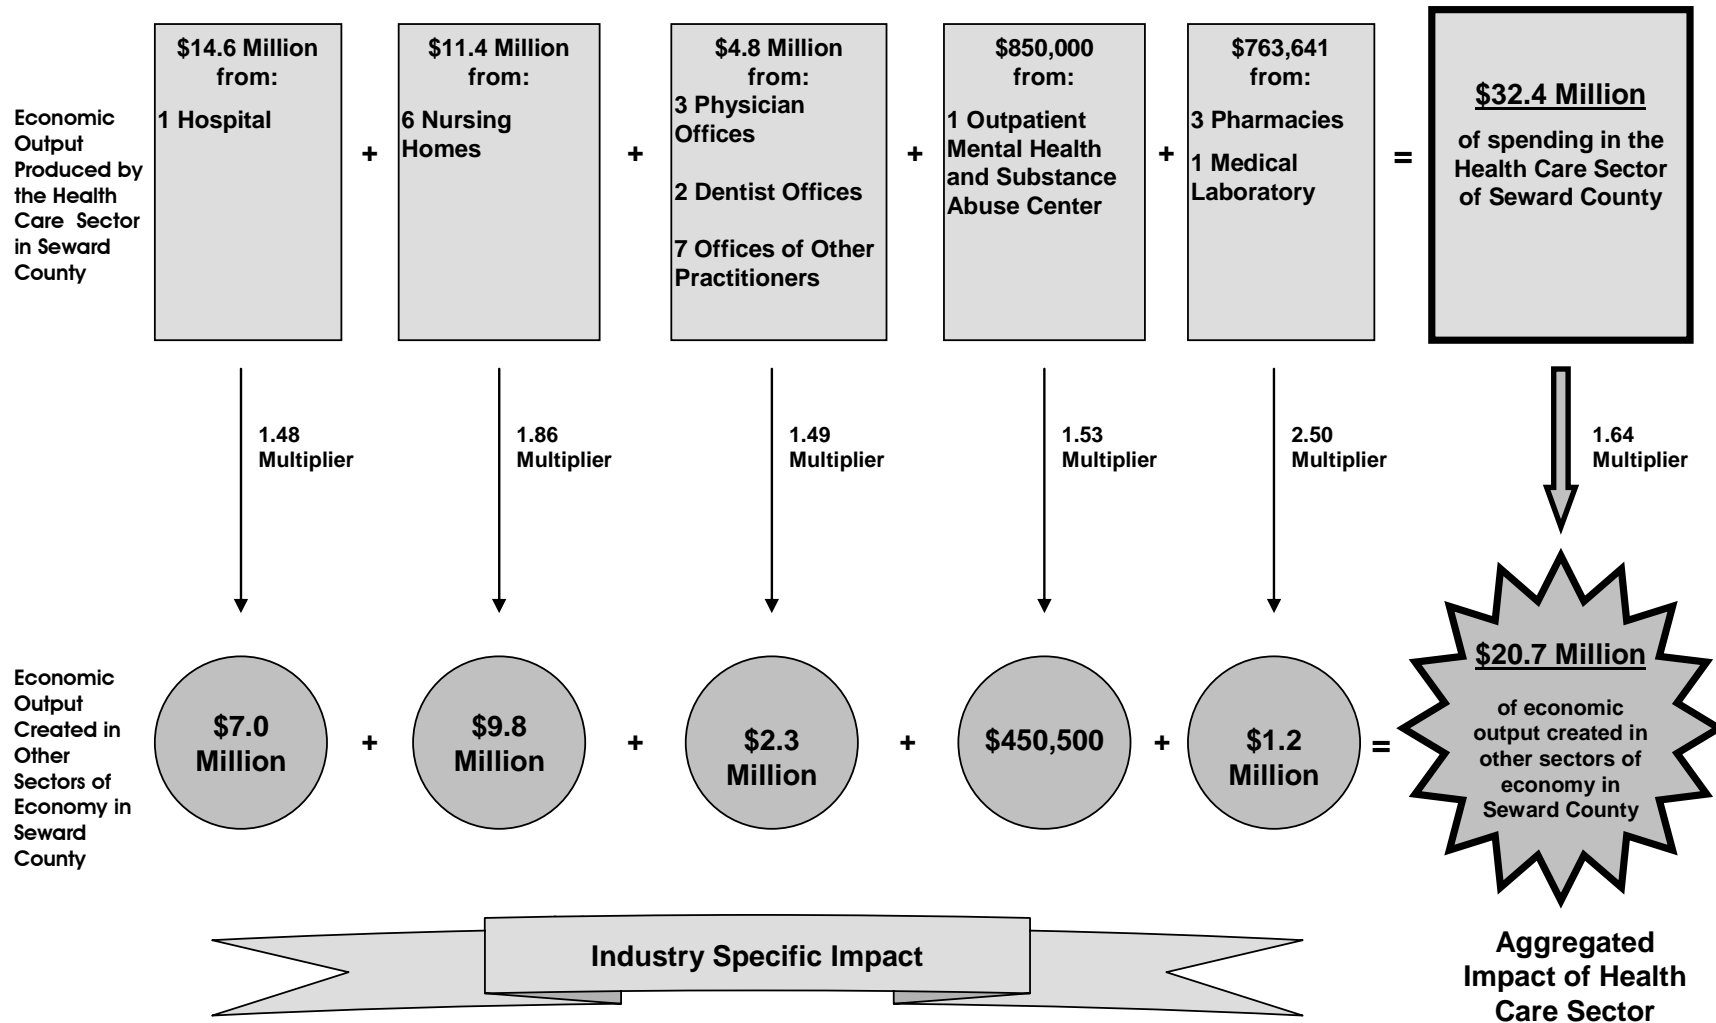 Economic
Output
Produced by
the Health
Care Sector
in Seward
County
$14.6 Million
from:
1 Hospital
+
$11.4 Million
from:
6 Nursing
Homes
+
$4.8 Million
from:
3 Physician
Offices
2 Dentist Offices
7 Offices of Other
Practitioners
+
$850,000
from:
1 Outpatient
Mental Health
and Substance
Abuse Center
+
$763,641
from:
3 Pharmacies
1 Medical
Laboratory
=
$32.4 Million
of spending in the
Health Care Sector
of Seward County
1.48
Multiplier
1.86
Multiplier
1.49
Multiplier
1.53
Multiplier
2.50
Multiplier
1.64
Multiplier
Economic
Output
Created in
Other
Sectors of
Economy in
Seward
County
$7.0
Million
+
$9.8
Million
+
$2.3
Million
+
$450,500
+
$1.2
Million
=
$20.7 Million
of economic
output created in
other sectors of
economy in
Seward County
Industry Specific Impact
Aggregated
Impact of Health
Care Sector